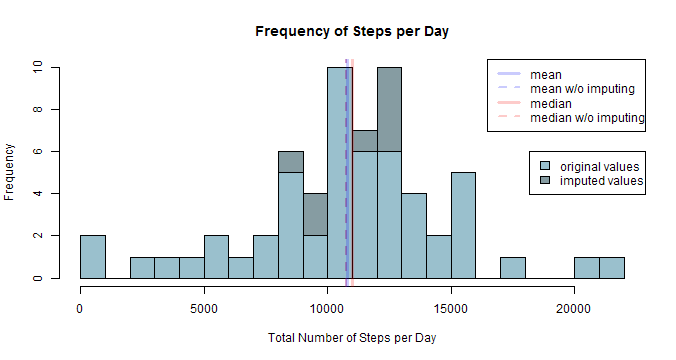 Frequency of Steps per Day
mean
mean w/o imputing
median
median w/o imputing
original values
imputed values
Frequency
10
8
6
4
2
0
0 5000 10000 15000 20000
Total Number of Steps per Day